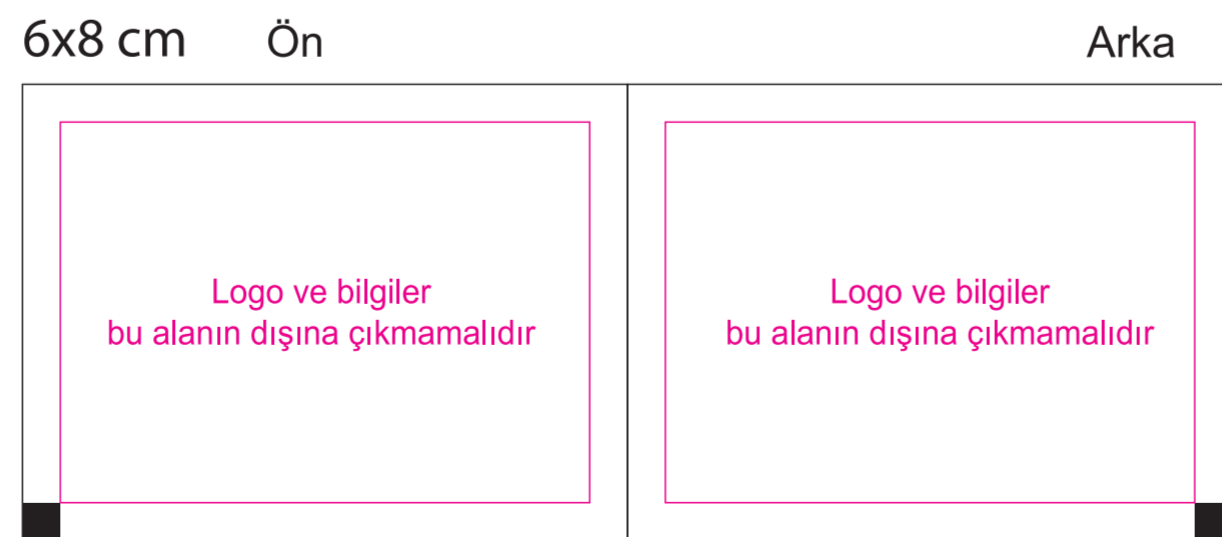 6x8 cm Ön Arka
Logo ve bilgiler
bu alanın dışına çıkmamalıdır
Logo ve bilgiler
bu alanın dışına çıkmamalıdır